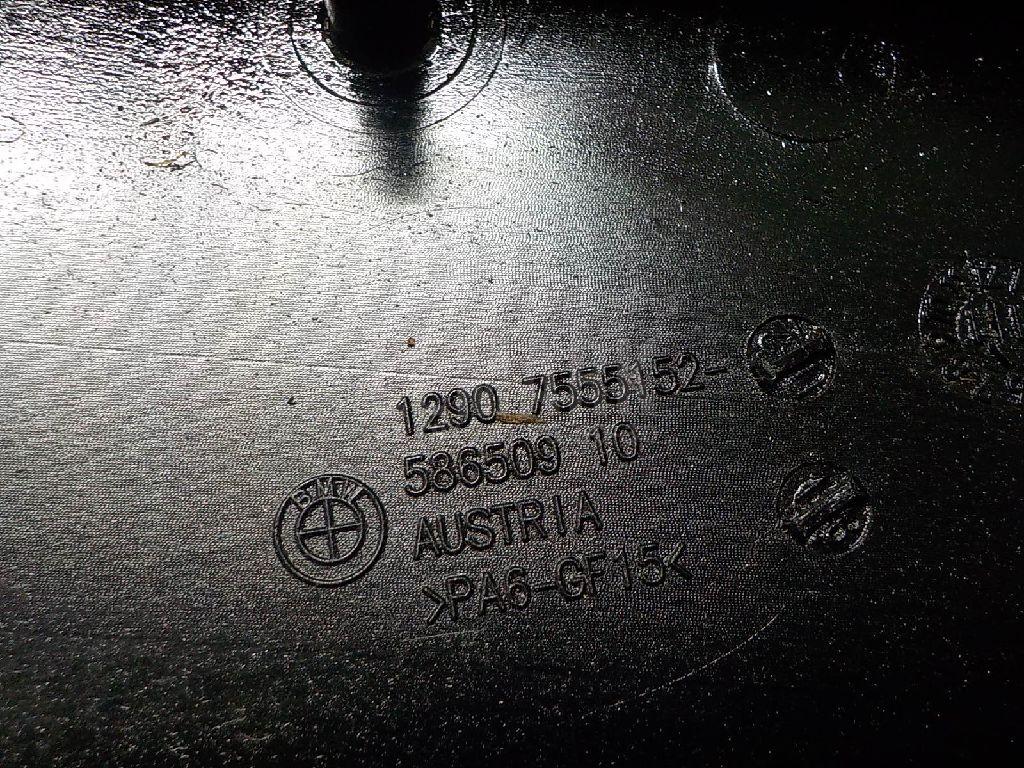 1290 7555152-
586509 10
AUSTRIA
>PA6-GF15<
BMW